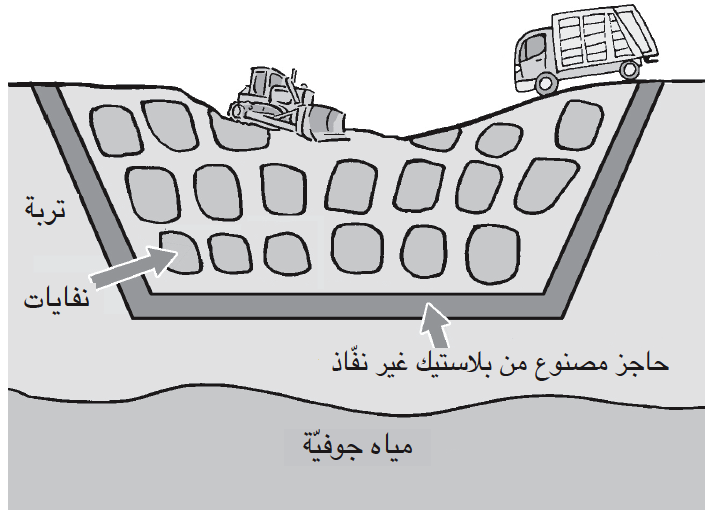 تربة
نفايات
حاجز مصنوع من بلاستيك غير نفّاذ
مياه جوفيّة